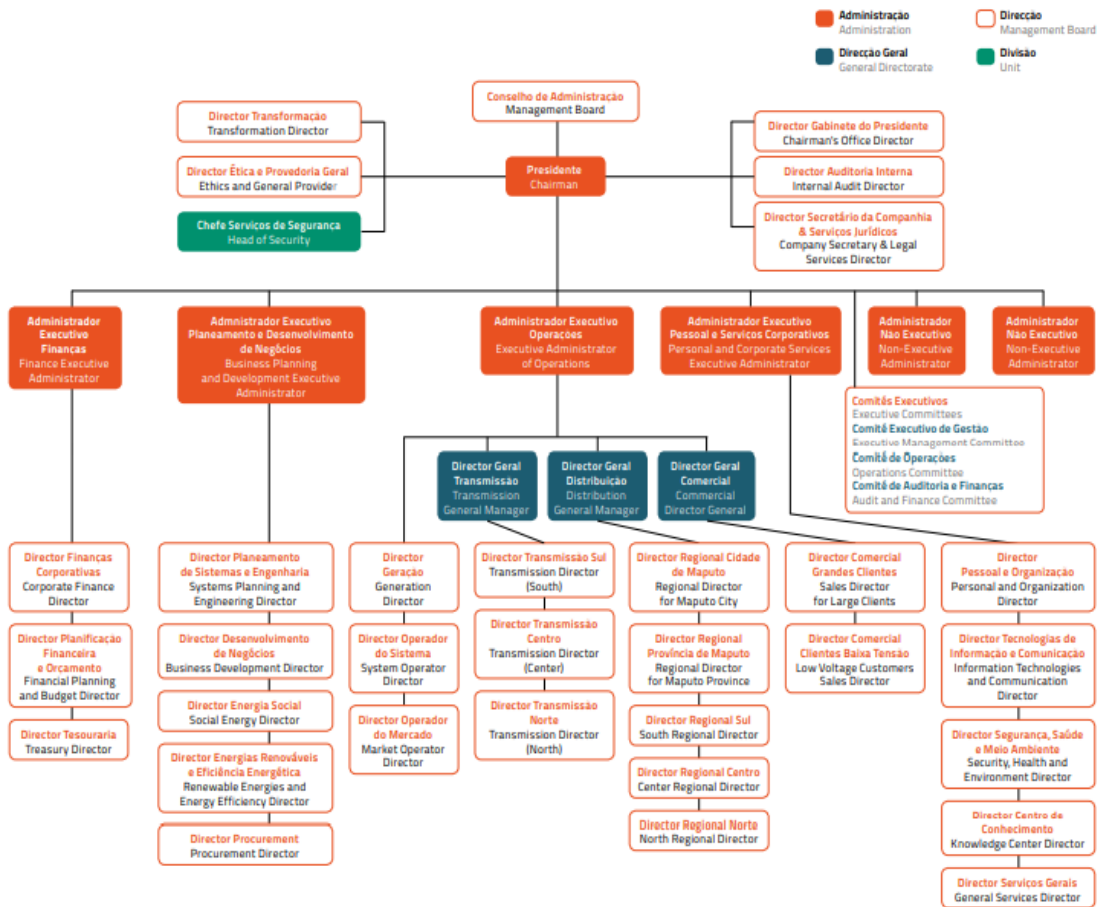 Administração
Administration
Direcção
Management Board
Direcção Geral
General Directorate
Divisão
Unit
Conselho de Administração
Management Board
Director Transformação
Transformation Director
Director Ética e Provedoria Geral
Ethics and General Provider
Chefe Serviços de Segurança
Head of Security
Presidente
Chairman
Director Gabinete do Presidente
Chairman's Office Director
Director Auditoria Interna
Internal Audit Director
Director Secretário da Companhia
& Serviços Jurídicos
Company Secretary & Legal
Services Director
Administrador
Executivo
Finanças
Finance Executive
Administrator
Admnistrador Executivo
Planeamento e Desenvolvimento
de Negócios
Business Planning
and Development Executive
Administrator
Administrador Executivo
Operações
Executive Administrator
of Operations
Administrador Executivo
Pessoal e Serviços Corporativos
Personal and Corporate Services
Executive Administrator
Administrador
Não Executivo
Non-Executive
Administrator
Administrador
Não Executivo
Non-Executive
Administrator
Comités Executivos
Executive Committees
Comité Executivo de Gestão
Executive Management Committee
Comité de Operações
Operations Committee
Comité de Auditoria e Finanças
Audit and Finance Committee
Director Geral
Transmissão
Transmission
General Manager
Director Geral
Distribuição
Distribution
General Manager
Director Geral
Comercial
Commercial
Director General
Director Finanças
Corporativas
Corporate Finance
Director
Director Planificação
Financeira
e Orçamento
Financial Planning
and Budget Director
Director Tesouraria
Treasury Director
Director Planeamento
de Sistemas e Engenharia
Systems Planning and
Engineering Director
Director Desenvolvimento
de Negócios
Business Development Director
Director Energia Social
Social Energy Director
Director Energias Renováveis
e Eficiência Energética
Renewable Energies and
Energy Efficiency Director
Director Procurement
Procurement Director
Director
Geração
Generation
Director
Director Operador
do Sistema
System Operator
Director
Director Operador
do Mercado
Market Operator
Director
Director Transmissão Sul
Transmission Director
(South)
Director Transmissão
Centro
Transmission Director
(Center)
Director Transmissão
Norte
Transmission Director
(North)
Director Regional Cidade
de Maputo
Regional Director
for Maputo City
Director Regional
Província de Maputo
Regional Director
for Maputo Province
Director Regional Sul
South Regional Director
Director Regional Centro
Center Regional Director
Director Regional Norte
North Regional Director
Director Comercial
Grandes Clientes
Sales Director
for Large Clients
Director Comercial
Clientes Baixa Tensão
Low Voltage Customers
Sales Director
Director
Pessoal e Organização
Personal and Organization
Director
Director Tecnologias de
Informação e Comunicação
Information Technologies
and Communication
Director
Director Segurança, Saúde
e Meio Ambiente
Security, Health and
Environment Director
Director Centro de
Conhecimento
Knowledge Center Director
Director Serviços Gerais
General Services Director